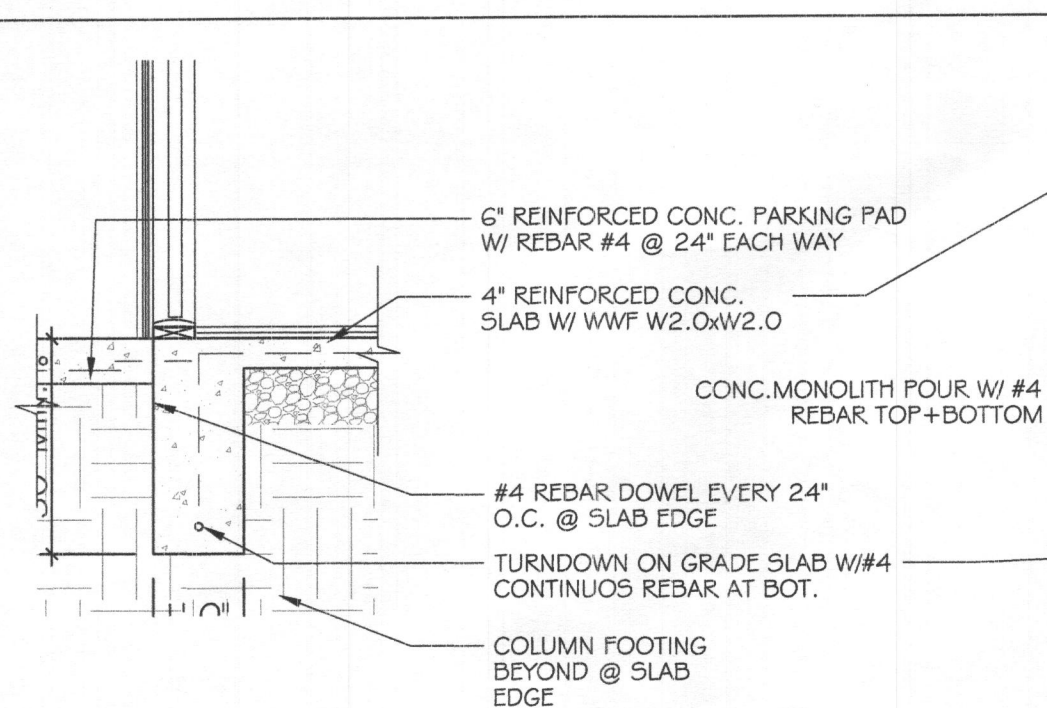 6" REINFORCED CONC. PARKING PAD
W/ REBAR #4 @ 24" EACH WAY
4" REINFORCED CONC.
SLAB W/ WWF W2.0xW2.0
CONC.MONOLITH POUR W/ #4
REBAR TOP+BOTTOM
#4 REBAR DOWEL EVERY 24"
O.C. @ SLAB EDGE
TURNDOWN ON GRADE SLAB W/#4
CONTINUOS REBAR AT BOT.
COLUMN FOOTING
BEYOND @ SLAB
EDGE